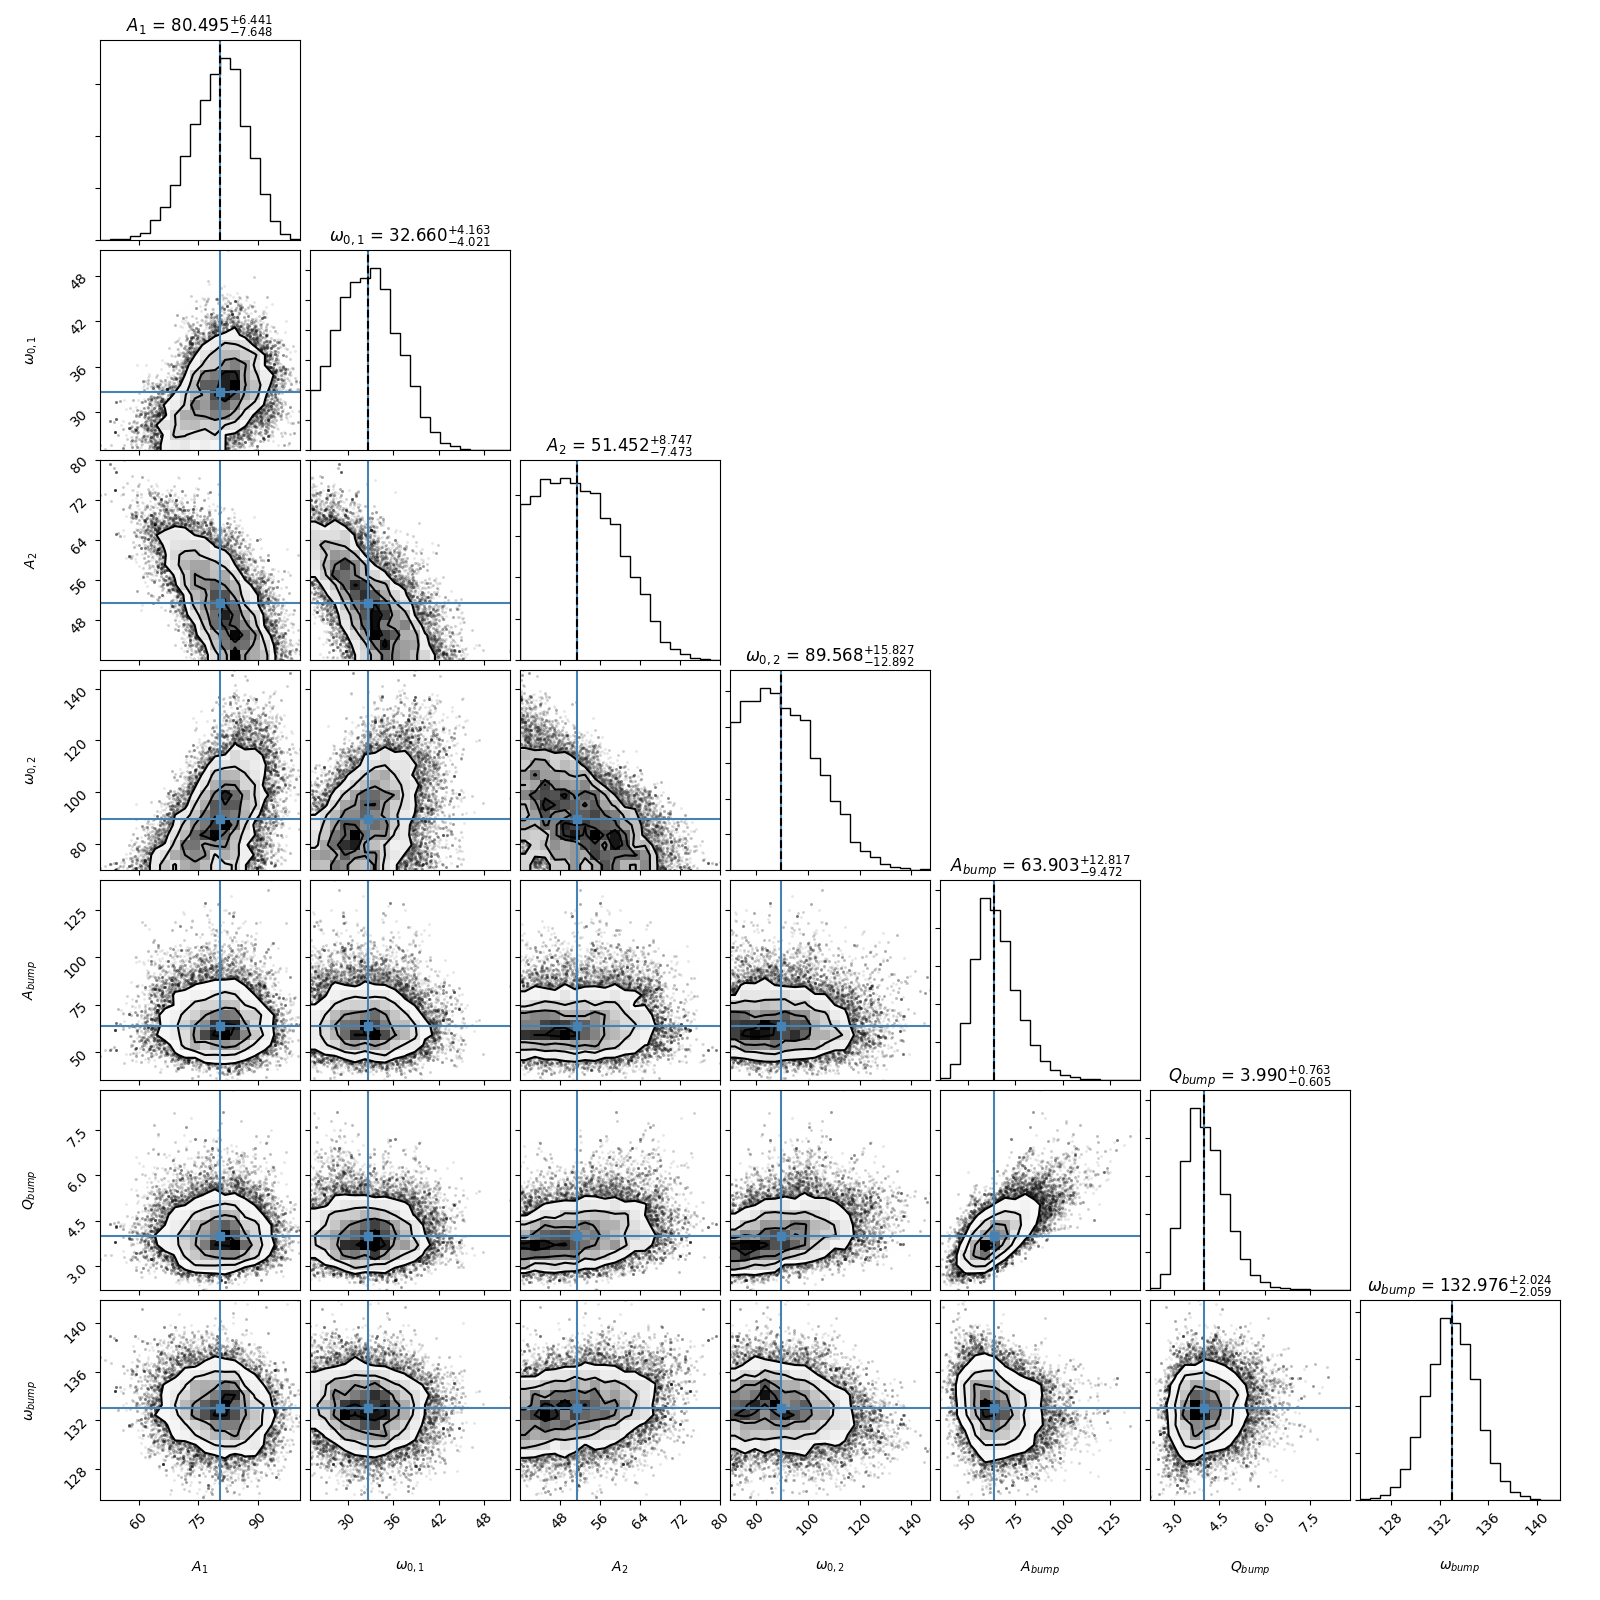 A_1 = 80.495^{+6.441}_{-7.648}
ω_{0,1} = 32.660^{+4.163}_{-4.021}
48
42
36
30
ω_{0,1}
A_2 = 51.452^{+8.747}_{-7.473}
80
72
64
56
48
A_2
ω_{0,2} = 89.568^{+15.827}_{-12.892}
140
120
100
80
ω_{0,2}
A_{bump} = 63.903^{+12.817}_{-9.472}
125
100
75
50
A_{bump}
Q_{bump} = 3.990^{+0.763}_{-0.605}
7.5
6.0
4.5
3.0
Q_{bump}
ω_{bump} = 132.976^{+2.024}_{-2.059}
140
136
132
128
ω_{bump}
60 75 90 30 36 42 48 48 56 64 72 80 80 100 120 140 50 75 100 125 3.0 4.5 6.0 7.5 128 132 136 140
A_1 ω_{0,1} A_2 ω_{0,2} A_{bump} Q_{bump} ω_{bump}